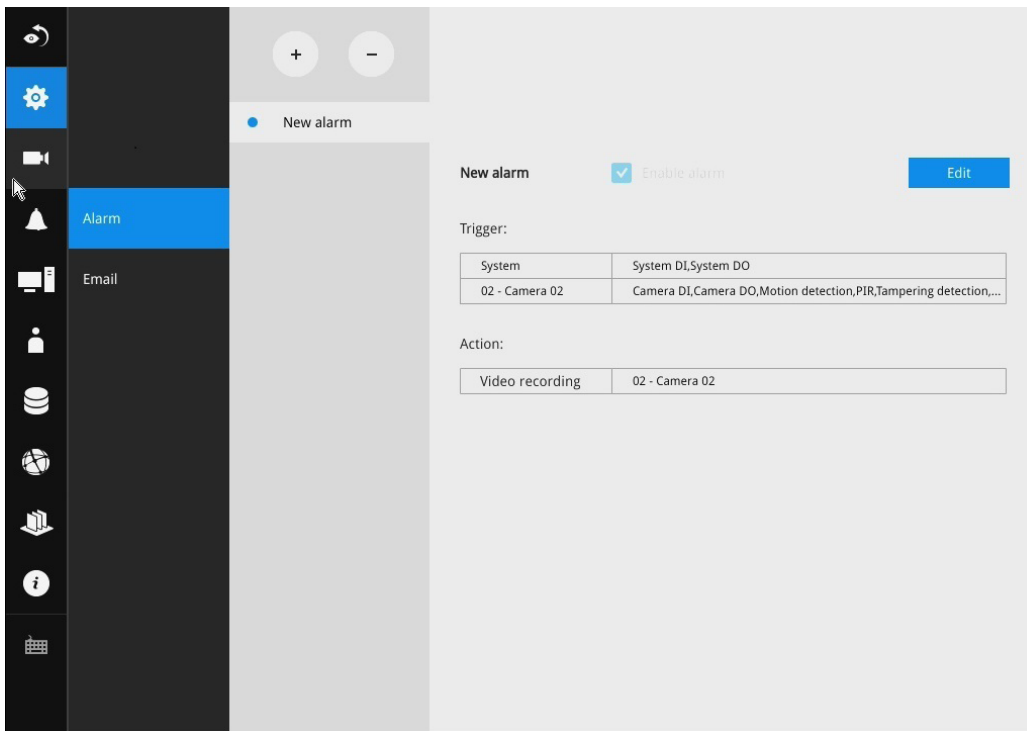 + −
New alarm
New alarm Enable alarm Edit
Alarm
Trigger:
System System DI,System DO
Email
02 - Camera 02 Camera DI,Camera DO,Motion detection,PIR,Tampering detection,...
Action:
Video recording 02 - Camera 02
i